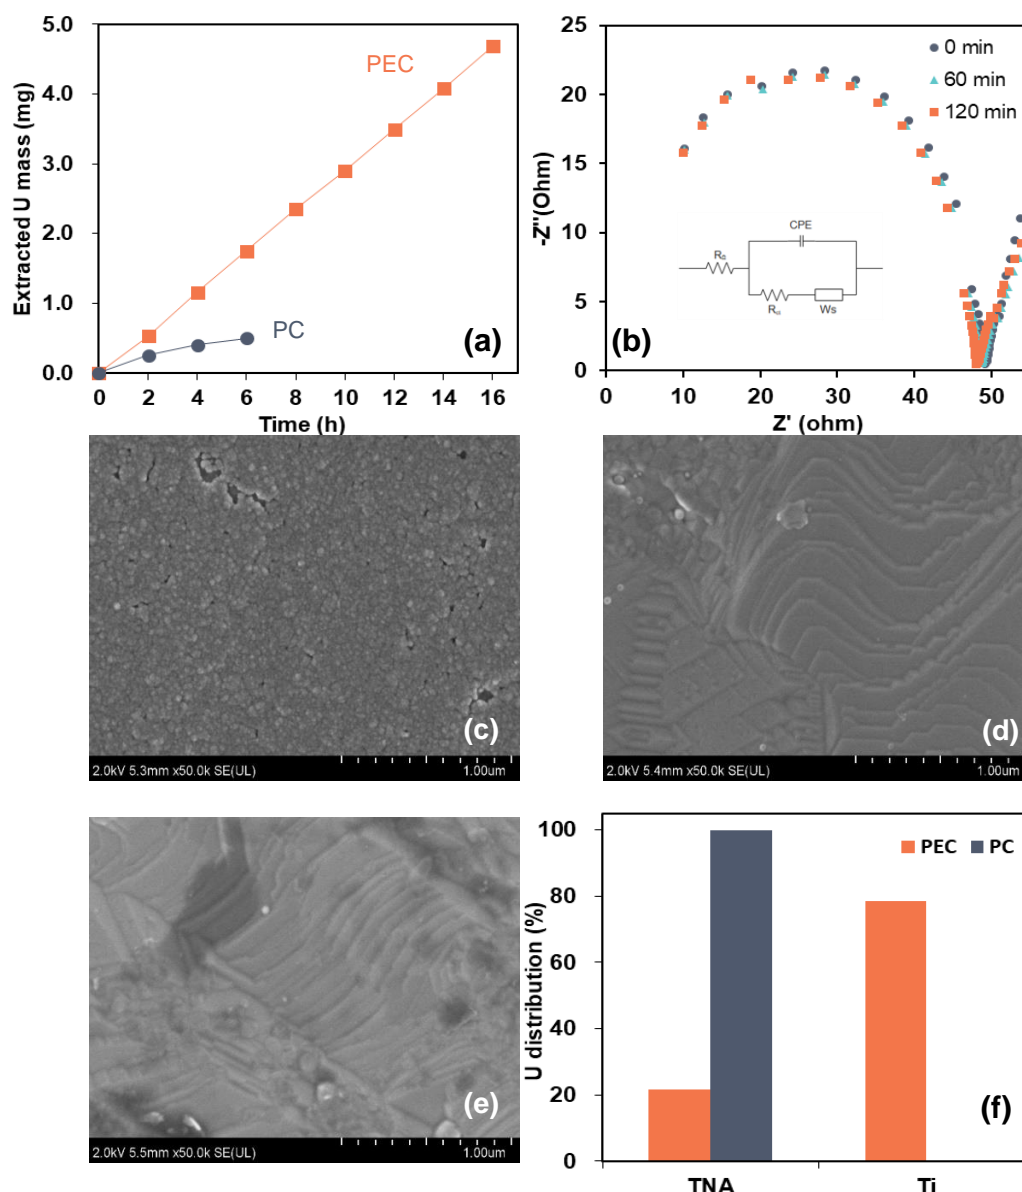 5.0
4.0
3.0
2.0
1.0
0.0
Extracted U mass (mg)
PEC
PC
(a)
0 2 4 6 8 10 12 14 16
Time (h)
25
20
15
10
5
0
-Z''(Ohm)
0 min
60 min
120 min
CPE
Ws
(b)
0 10 20 30 40 50
Z' (ohm)
(c)
2.0kV 5.3mm x50.0k SE(UL) 1.00um
(d)
2.0kV 5.4mm x50.0k SE(UL) 1.00um
(e)
2.0kV 5.5mm x50.0k SE(UL) 1.00um
100
80
60
40
20
0
U distribution (%)
PEC PC
(f)
TNA Ti